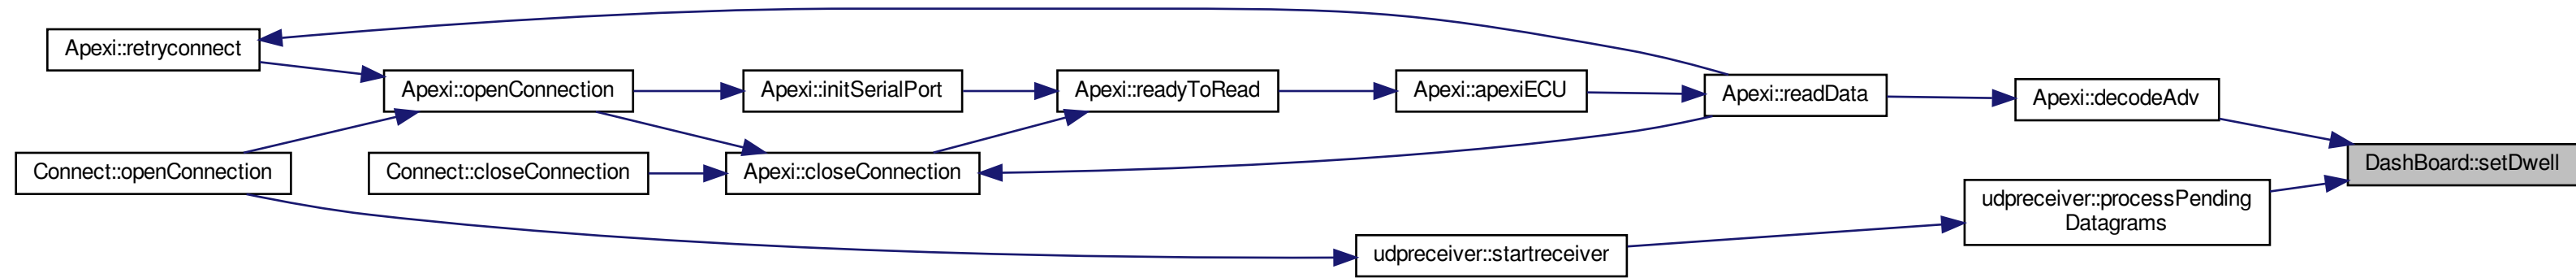 Apexi::retryconnect
Apexi::openConnection
Apexi::initSerialPort
Apexi::readyToRead
Apexi::apexiECU
Apexi::readData
Apexi::decodeAdv
DashBoard::setDwell
Connect::openConnection
Connect::closeConnection
Apexi::closeConnection
udpreceiver::processPending
Datagrams
udpreceiver::startreceiver